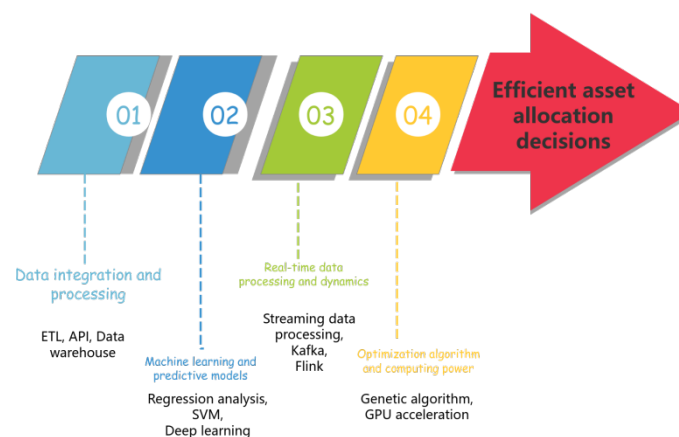 01
02
03
04
Efficient asset
allocation
decisions
Data integration and
processing
ETL, API, Data
warehouse
Machine learning and
predictive models
Regression analysis,
SVM,
Deep learning
Real-time data
processing and dynamics
Streaming data
processing,
Kafka,
Flink
Optimization algorithm
and computing power
Genetic algorithm,
GPU acceleration